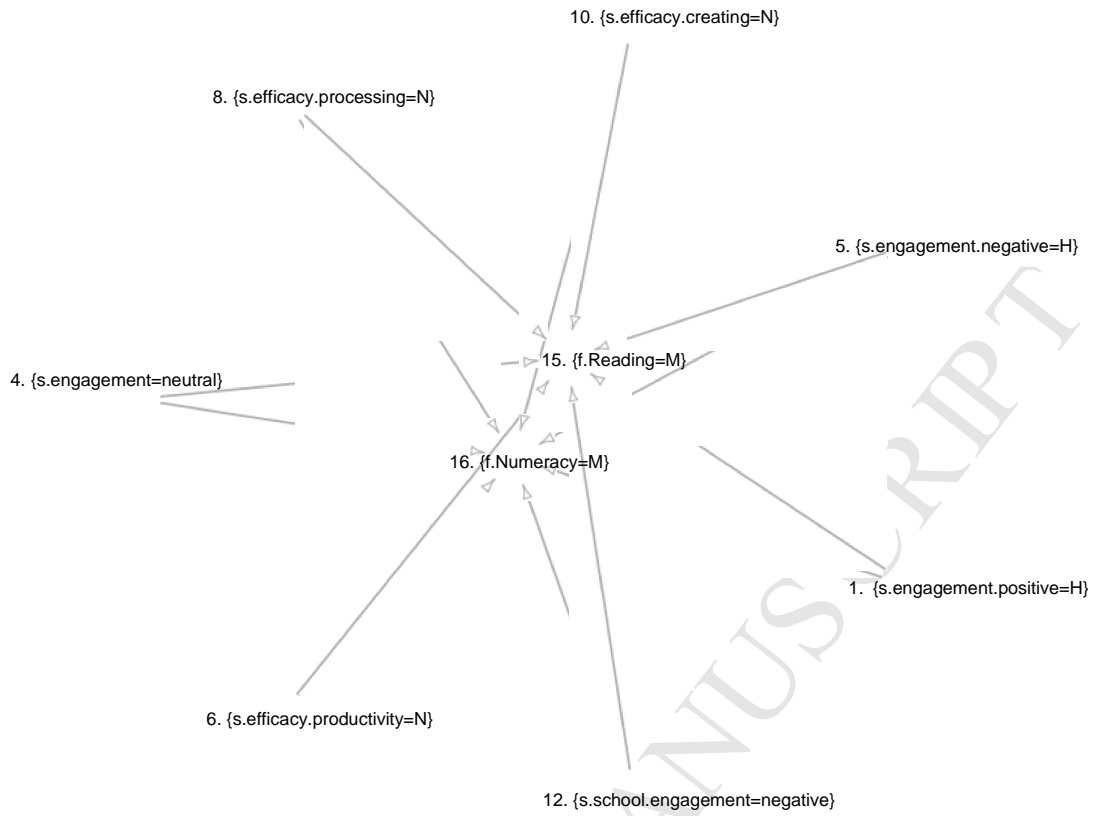 10. {s.efficacy.creating=N}
8. {s.efficacy.processing=N}
5. {s.engagement.negative=H}
15. {f.Reading=M}
4. {s.engagement=neutral}
16. {f.Numeracy=M}
1. {s.engagement.positive=H}
6. {s.efficacy.productivity=N}
12. {s.school.engagement=negative}